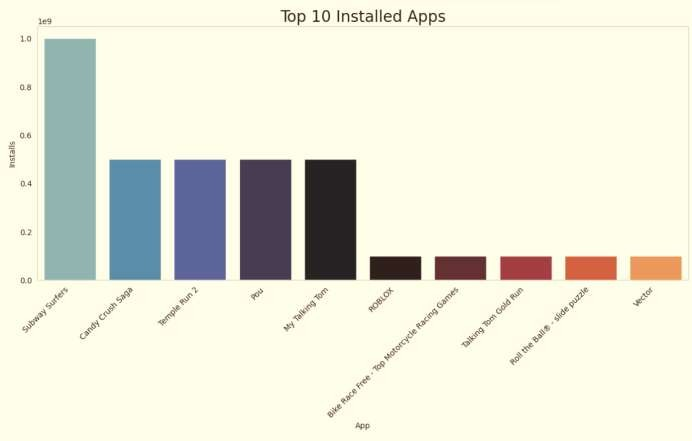 Top 10 Installed Apps
1e9
1.0
0.8
0.6
0.4
0.2
0.0
Installs
Subway Surfers
Candy Crush Saga
Temple Run 2
Pou
My Talking Tom
ROBLOX
Bike Race Free - Top Motorcycle Racing Games
Talking Tom Gold Run
Roll the Ball® - slide puzzle
Vector
App